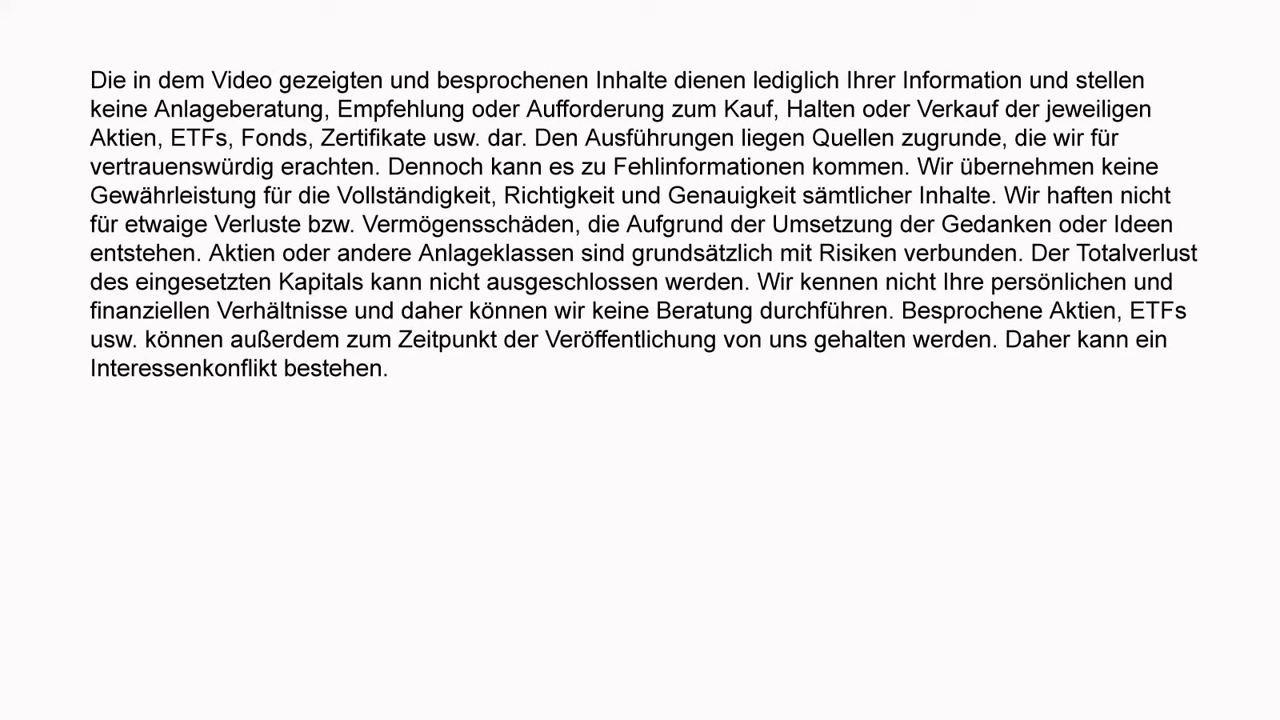 Die in dem Video gezeigten und besprochenen Inhalte dienen lediglich Ihrer Information und stellen
keine Anlageberatung, Empfehlung oder Aufforderung zum Kauf, Halten oder Verkauf der jeweiligen
Aktien, ETFs, Fonds, Zertifikate usw. dar. Den Ausführungen liegen Quellen zugrunde, die wir für
vertrauenswürdig erachten. Dennoch kann es zu Fehlinformationen kommen. Wir übernehmen keine
Gewährleistung für die Vollständigkeit, Richtigkeit und Genauigkeit sämtlicher Inhalte. Wir haften nicht
für etwaige Verluste bzw. Vermögensschäden, die Aufgrund der Umsetzung der Gedanken oder Ideen
entstehen. Aktien oder andere Anlageklassen sind grundsätzlich mit Risiken verbunden. Der Totalverlust
des eingesetzten Kapitals kann nicht ausgeschlossen werden. Wir kennen nicht Ihre persönlichen und
finanziellen Verhältnisse und daher können wir keine Beratung durchführen. Besprochene Aktien, ETFs
usw. können außerdem zum Zeitpunkt der Veröffentlichung von uns gehalten werden. Daher kann ein
Interessenkonflikt bestehen.